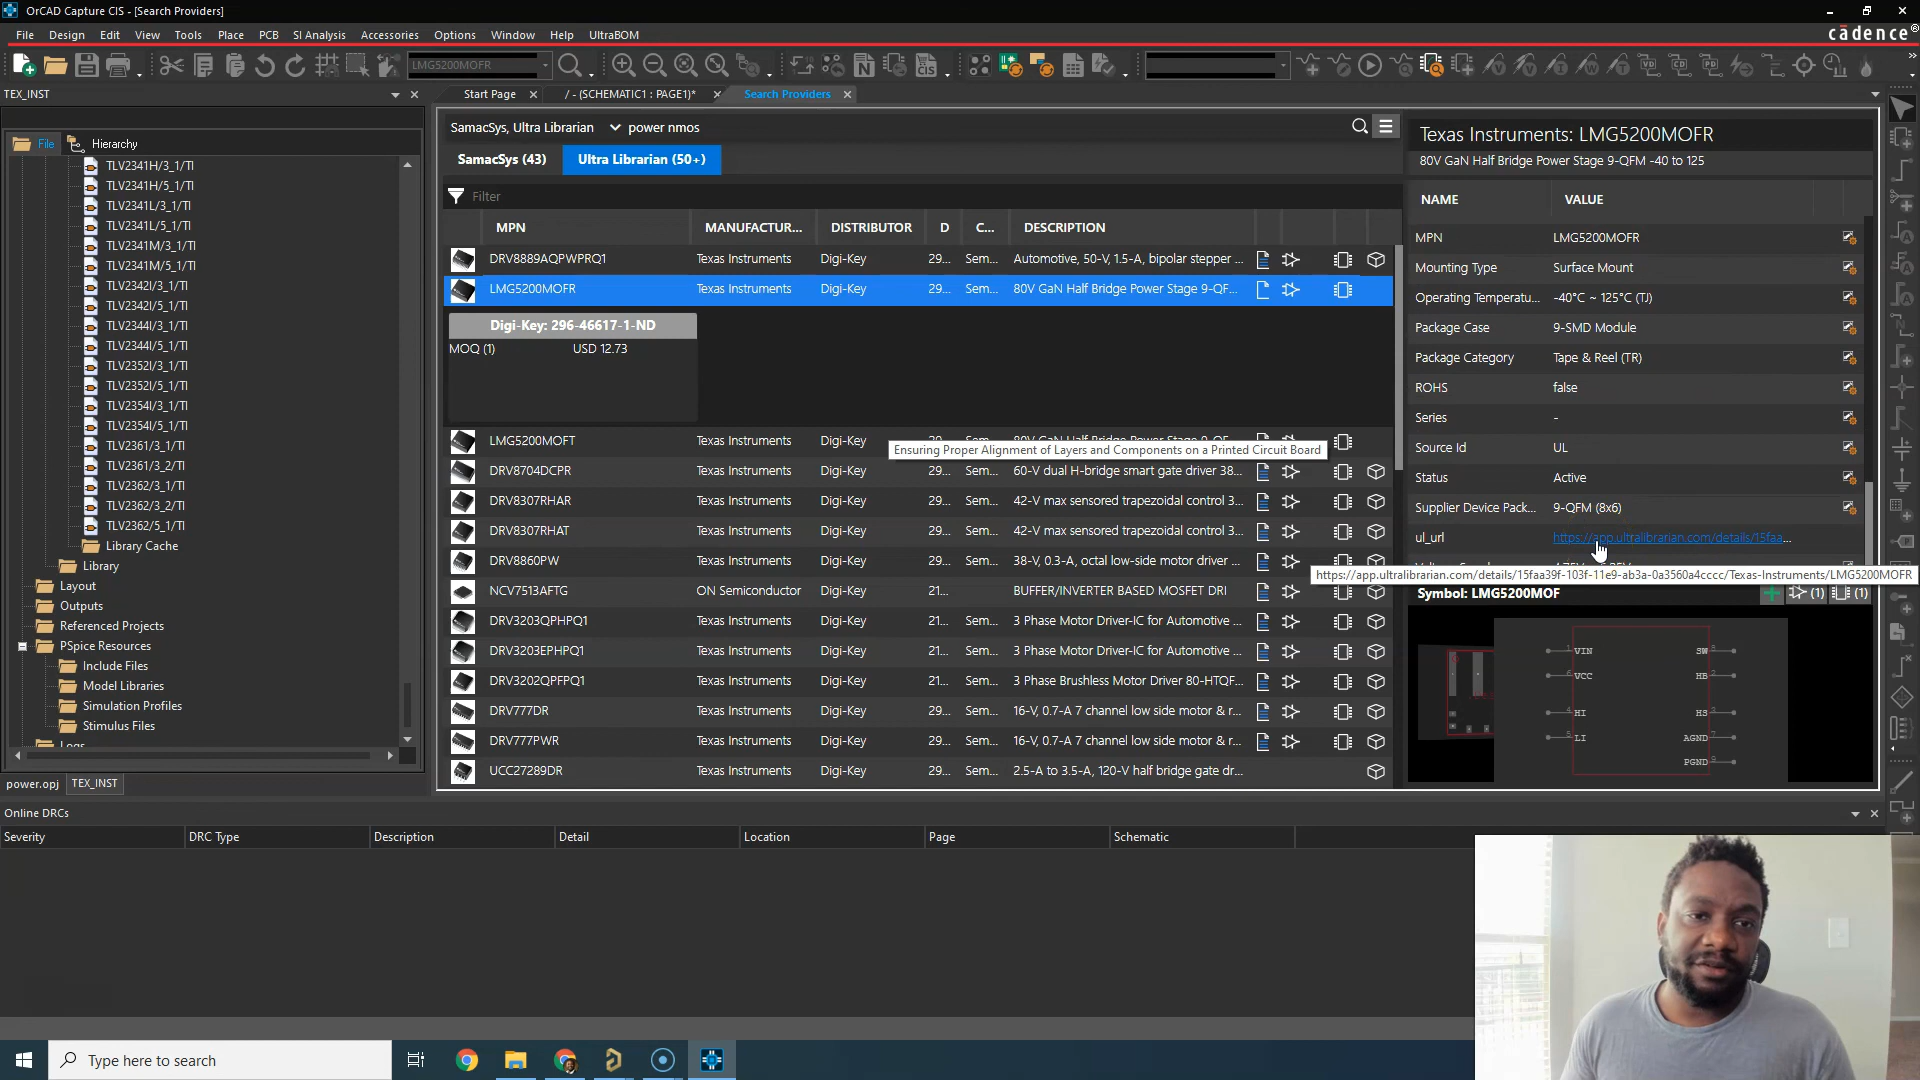 OrCAD Capture CIS - [Search Providers]
File Design Edit View Tools Place PCB SI Analysis Accessories Options Window Help UltraBOM
cādence®
LMG5200MOFR
TEX_INST
Start Page / - (SCHEMATIC1 : PAGE1)* Search Providers
File Hierarchy
TLV2341H/3_1/TI
TLV2341H/5_1/TI
TLV2341L/3_1/TI
TLV2341L/5_1/TI
TLV2341M/3_1/TI
TLV2341M/5_1/TI
TLV2342I/3_1/TI
TLV2342I/5_1/TI
TLV2344I/3_1/TI
TLV2344I/5_1/TI
TLV2352I/3_1/TI
TLV2352I/5_1/TI
TLV2354I/3_1/TI
TLV2354I/5_1/TI
TLV2361/3_1/TI
TLV2361/3_2/TI
TLV2362/3_1/TI
TLV2362/3_2/TI
TLV2362/5_1/TI
Library Cache
Library
Layout
Outputs
Referenced Projects
PSpice Resources
Include Files
Model Libraries
Simulation Profiles
Stimulus Files
Logs
power.opj TEX_INST
SamacSys, Ultra Librarian power nmos
SamacSys (43) Ultra Librarian (50+)
Filter
MPN MANUFACTUR... DISTRIBUTOR D C... DESCRIPTION
DRV8889AQPWPRQ1 Texas Instruments Digi-Key 29... Sem... Automotive, 50-V, 1.5-A, bipolar stepper ...
LMG5200MOFR Texas Instruments Digi-Key 29... Sem... 80V GaN Half Bridge Power Stage 9-QF...
Digi-Key: 296-46617-1-ND
MOQ (1) USD 12.73
LMG5200MOFT Texas Instruments Digi-Key
Ensuring Proper Alignment of Layers and Components on a Printed Circuit Board
DRV8704DCPR Texas Instruments Digi-Key 29... Sem... 60-V dual H-bridge smart gate driver 38...
DRV8307RHAR Texas Instruments Digi-Key 29... Sem... 42-V max sensored trapezoidal control 3...
DRV8307RHAT Texas Instruments Digi-Key 29... Sem... 42-V max sensored trapezoidal control 3...
DRV8860PW Texas Instruments Digi-Key 29... Sem... 38-V, 0.3-A, octal low-side motor driver ...
NCV7513AFTG ON Semiconductor Digi-Key 21... Sem... BUFFER/INVERTER BASED MOSFET DRI
DRV3203QPHPQ1 Texas Instruments Digi-Key 21... Sem... 3 Phase Motor Driver-IC for Automotive ...
DRV3203EPHPQ1 Texas Instruments Digi-Key 21... Sem... 3 Phase Motor Driver-IC for Automotive ...
DRV3202QPFPQ1 Texas Instruments Digi-Key 21... Sem... 3 Phase Brushless Motor Driver 80-HTQF...
DRV777DR Texas Instruments Digi-Key 29... Sem... 16-V, 0.7-A 7 channel low side motor & r...
DRV777PWR Texas Instruments Digi-Key 29... Sem... 16-V, 0.7-A 7 channel low side motor & r...
UCC27289DR Texas Instruments Digi-Key 29... Sem... 2.5-A to 3.5-A, 120-V half bridge gate dr...
Texas Instruments: LMG5200MOFR
80V GaN Half Bridge Power Stage 9-QFM -40 to 125
NAME VALUE
MPN LMG5200MOFR
Mounting Type Surface Mount
Operating Temperatu... -40°C ~ 125°C (TJ)
Package Case 9-SMD Module
Package Category Tape & Reel (TR)
ROHS false
Series -
Source Id UL
Status Active
Supplier Device Pack... 9-QFM (8x6)
ul_url https://app.ultralibrarian.com/details/15faa...
https://app.ultralibrarian.com/details/15faa39f-103f-11e9-ab3a-0a3560a4cccc/Texas-Instruments/LMG5200MOFR
Symbol: LMG5200MOF (1) (1)
1 VIN SW 8
6 VCC HB 2
4 HI HS 3
5 LI AGND 7
PGND 9
Online DRCs
Severity DRC Type Description Detail Location Page Schematic
Type here to search